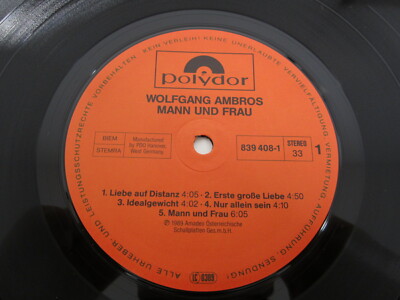 ALLE URHEBER UND LEISTUNGSSCHUTZRECHTE VORBEHALTEN. KEIN VERLEIH! KEINE UNERLAUBTE VERVIELFÄLTIGUNG, VERMIETUNG, AUFFÜHRUNG, SENDUNG!
polydor
WOLFGANG AMBROS
MANN UND FRAU
BIEM
STEMRA
Manufactured
by PDO Hannover,
West Germany
839 408-1
STEREO
33
1
1. Liebe auf Distanz 4:05 - 2. Erste große Liebe 4:50
3. Idealgewicht 4:02 - 4. Nur allein sein 4:10
5. Mann und Frau 6:05
℗ 1989 Amadeo Österreichische
Schallplatten Ges.m.b.H.